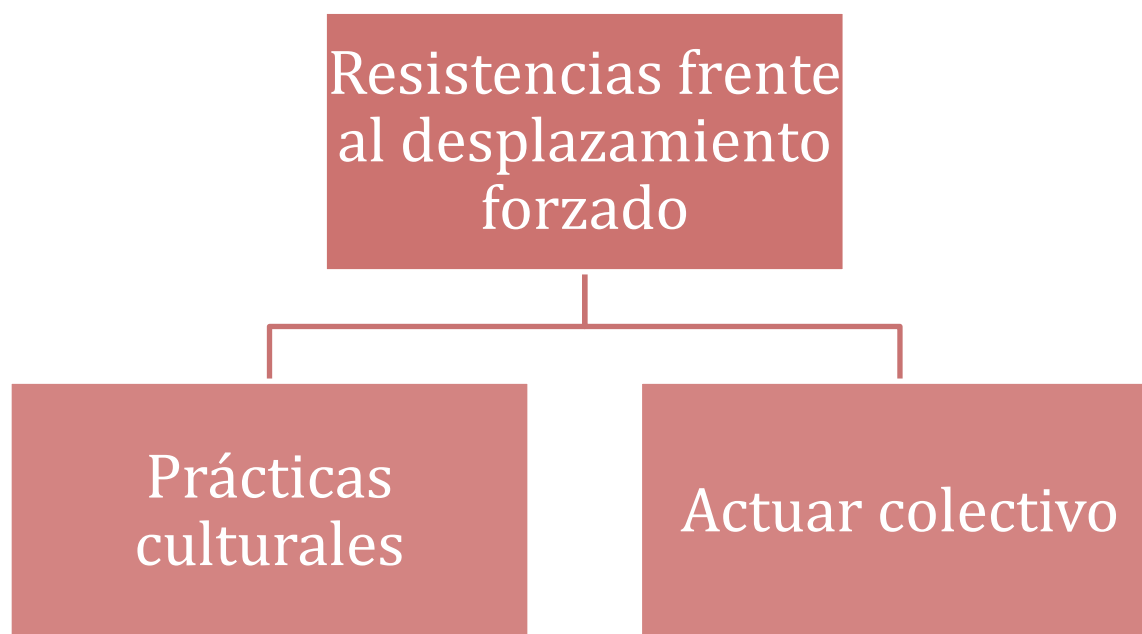 Resistencias frente
al desplazamiento
forzado
Prácticas
culturales
Actuar colectivo